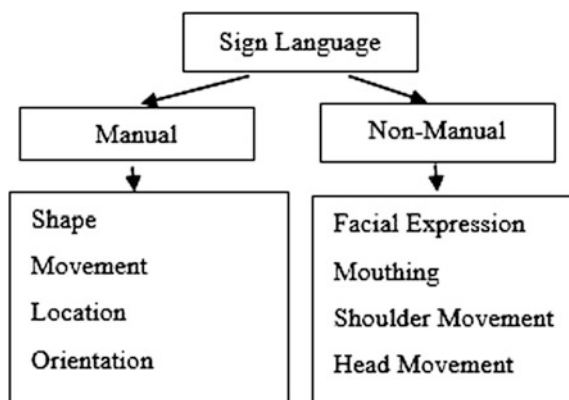 Sign Language
Manual
Non-Manual
Shape
Movement
Location
Orientation
Facial Expression
Mouthing
Shoulder Movement
Head Movement